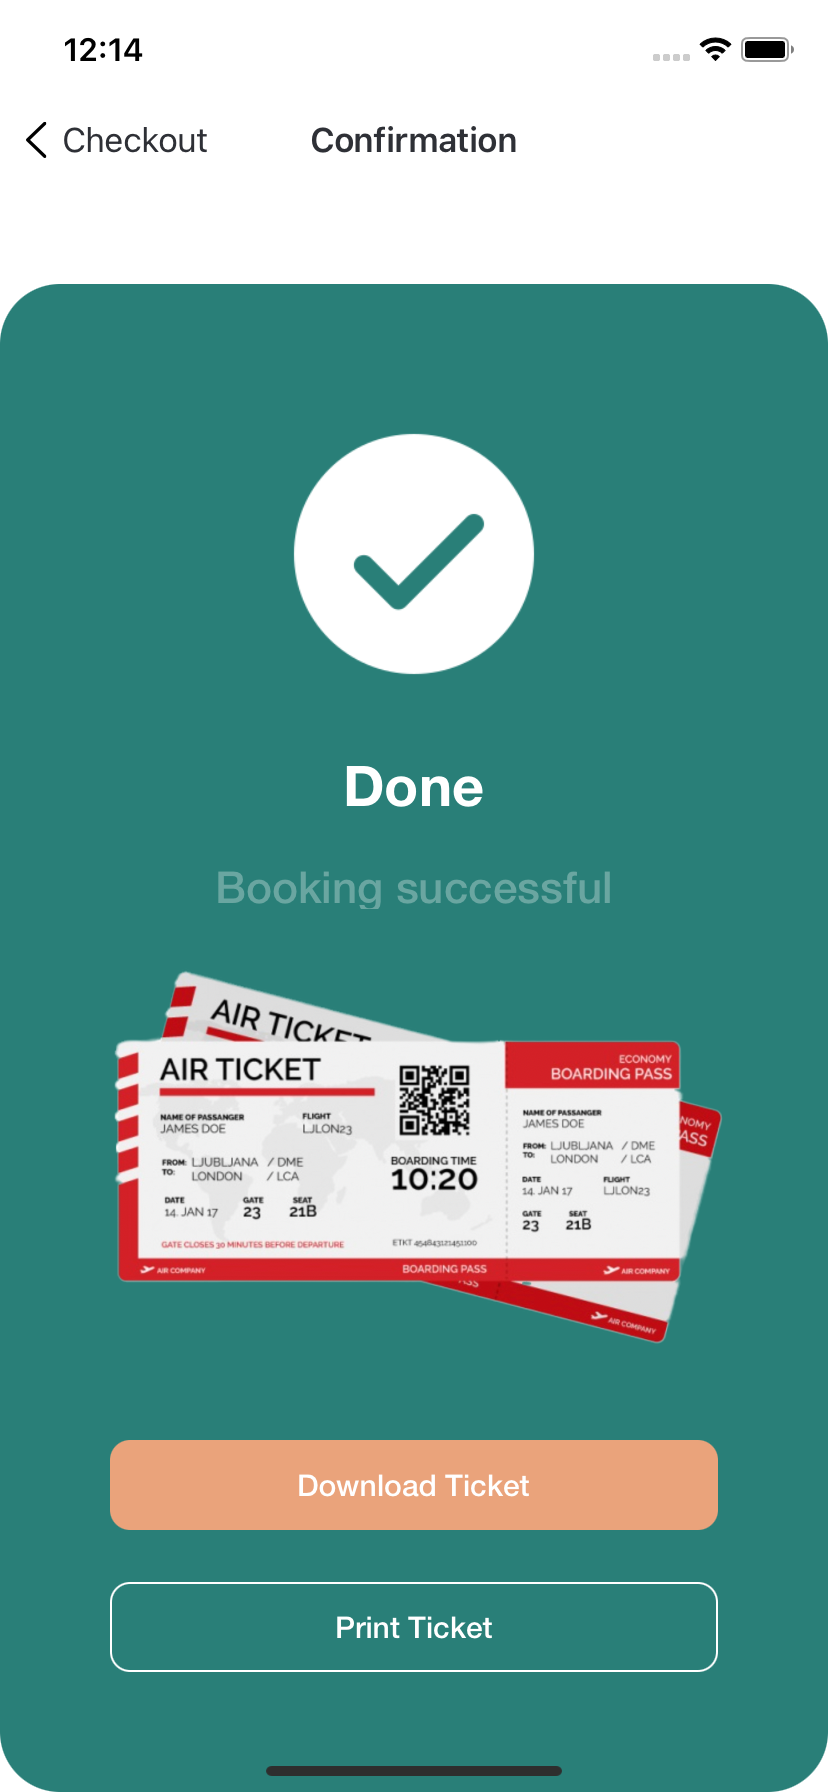 12:14
Checkout
Confirmation
Done
Booking successful
AIR TICKET
AIR TICKET
ECONOMY
BOARDING PASS
NAME OF PASSANGER
JAMES DOE
FLIGHT
LJLON23
FROM: LJUBLJANA / DME
TO: LONDON / LCA
DATE
14. JAN 17
GATE
23
SEAT
21B
BOARDING TIME
10:20
GATE CLOSES 30 MINUTES BEFORE DEPARTURE
ETKT 454843121451100
AIR COMPANY
BOARDING PASS
NAME OF PASSANGER
JAMES DOE
FROM: LJUBLJANA / DME
TO: LONDON / LCA
DATE
14. JAN 17
FLIGHT
LJLON23
GATE
23
SEAT
21B
AIR COMPANY
NOMY
ASS
AIR COMPANY
Download Ticket
Print Ticket